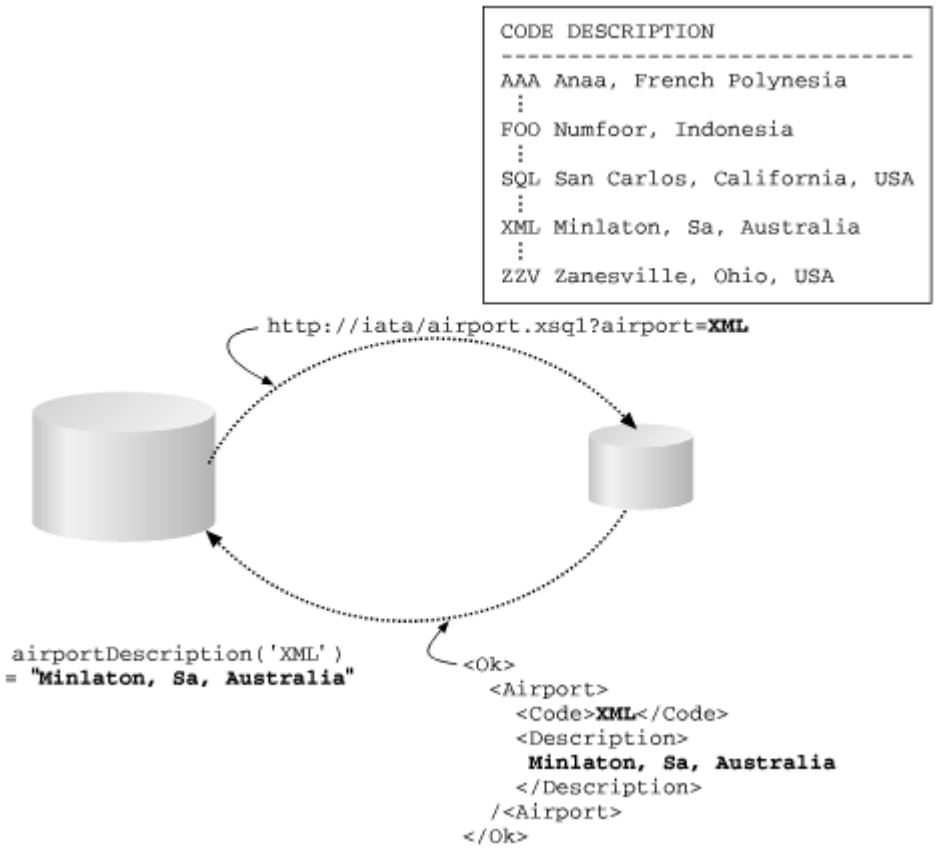 CODE DESCRIPTION
--------------------------------
AAA Anaa, French Polynesia
⋮
FOO Numfoor, Indonesia
⋮
SQL San Carlos, California, USA
⋮
XML Minlaton, Sa, Australia
⋮
ZZV Zanesville, Ohio, USA
http://iata/airport.xsql?airport=XML
airportDescription('XML')
= "Minlaton, Sa, Australia"
<Ok>
<Airport>
<Code>XML</Code>
<Description>
Minlaton, Sa, Australia
</Description>
/<Airport>
</Ok>